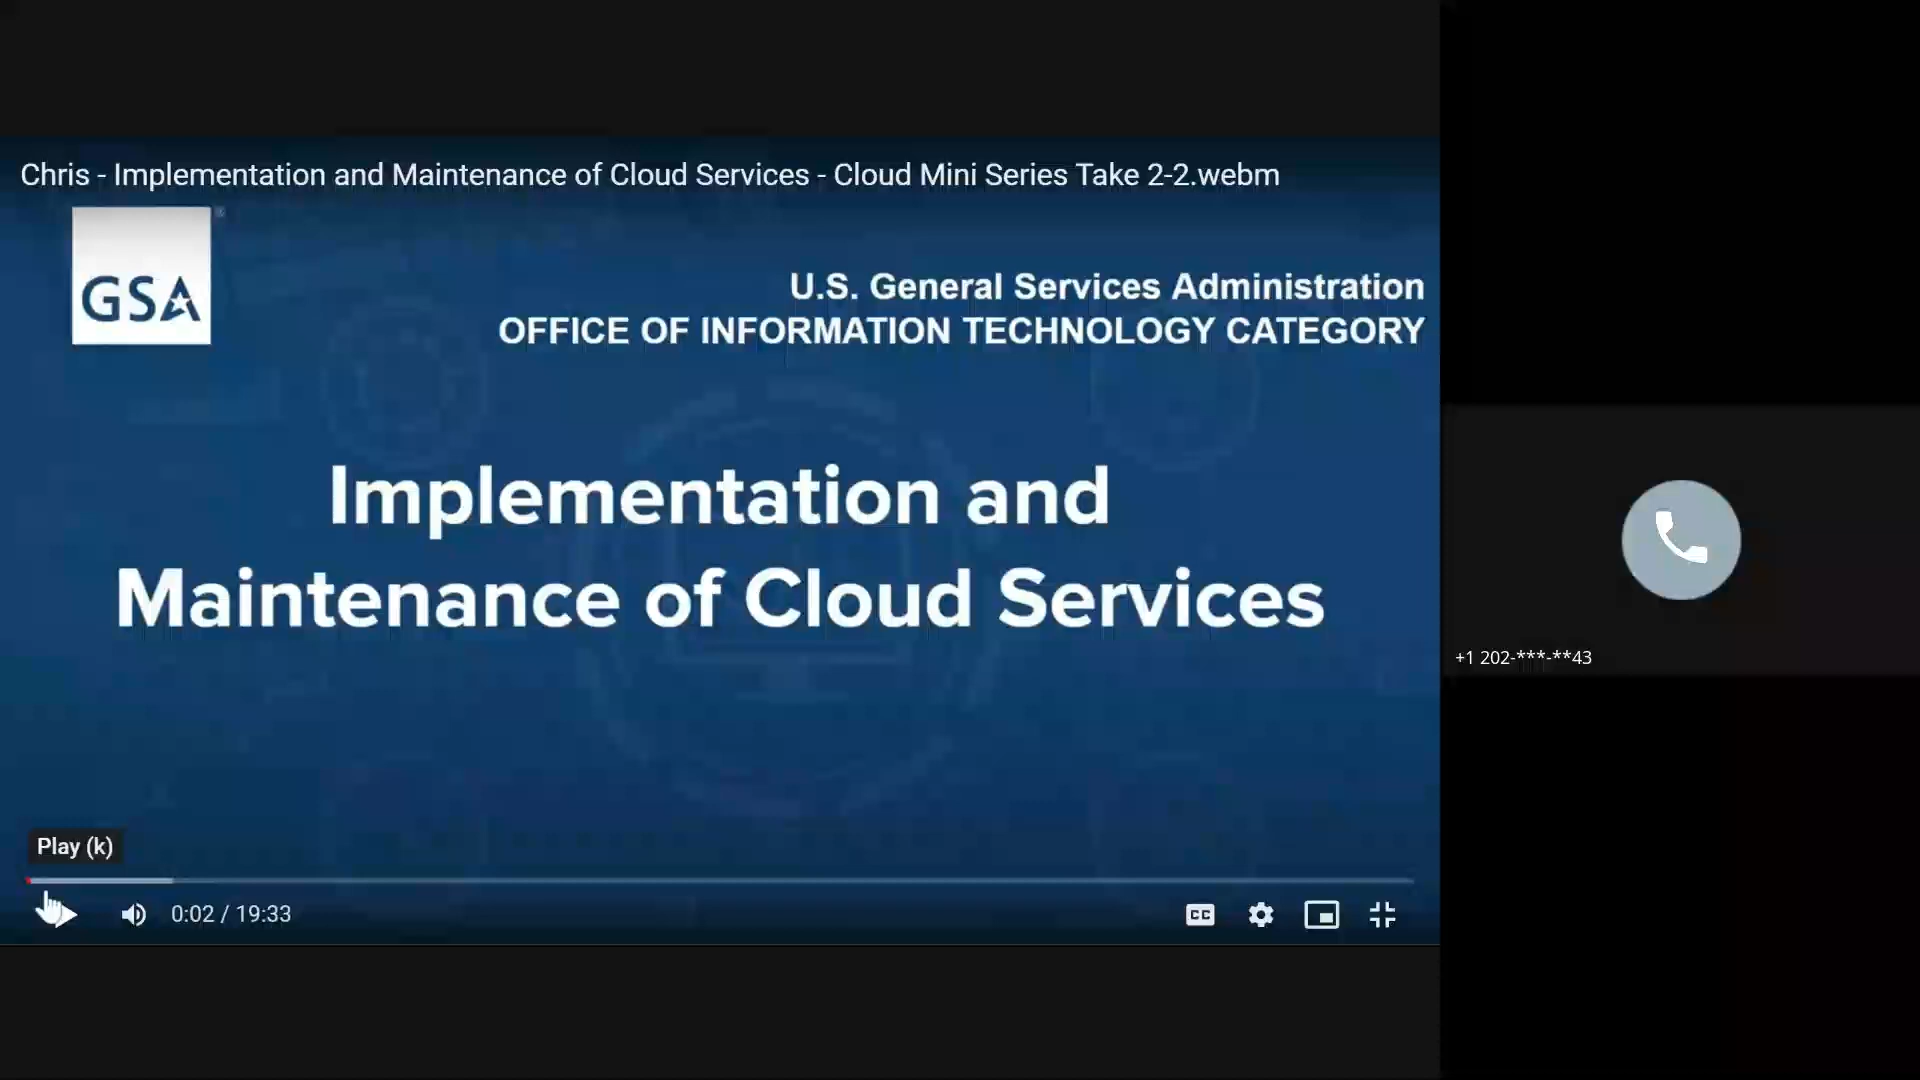 Chris - Implementation and Maintenance of Cloud Services - Cloud Mini Series Take 2-2.webm
GSA
U.S. General Services Administration
OFFICE OF INFORMATION TECHNOLOGY CATEGORY
Implementation and
Maintenance of Cloud Services
+1 202-***-**43
Play (k)
0:02 / 19:33
CC